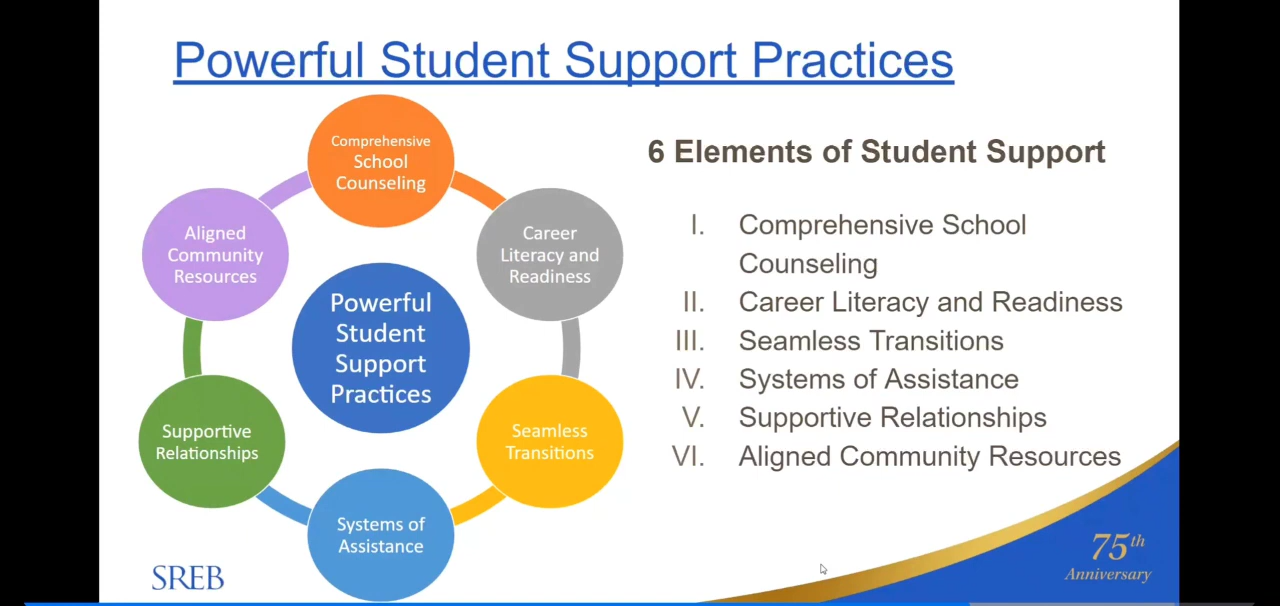 Powerful Student Support Practices
Comprehensive
School
Counseling
Career
Literacy and
Readiness
Seamless
Transitions
Systems of
Assistance
Supportive
Relationships
Aligned
Community
Resources
Powerful
Student
Support
Practices
6 Elements of Student Support
I. Comprehensive School
Counseling
II. Career Literacy and Readiness
III. Seamless Transitions
IV. Systems of Assistance
V. Supportive Relationships
VI. Aligned Community Resources
SREB
75th
Anniversary